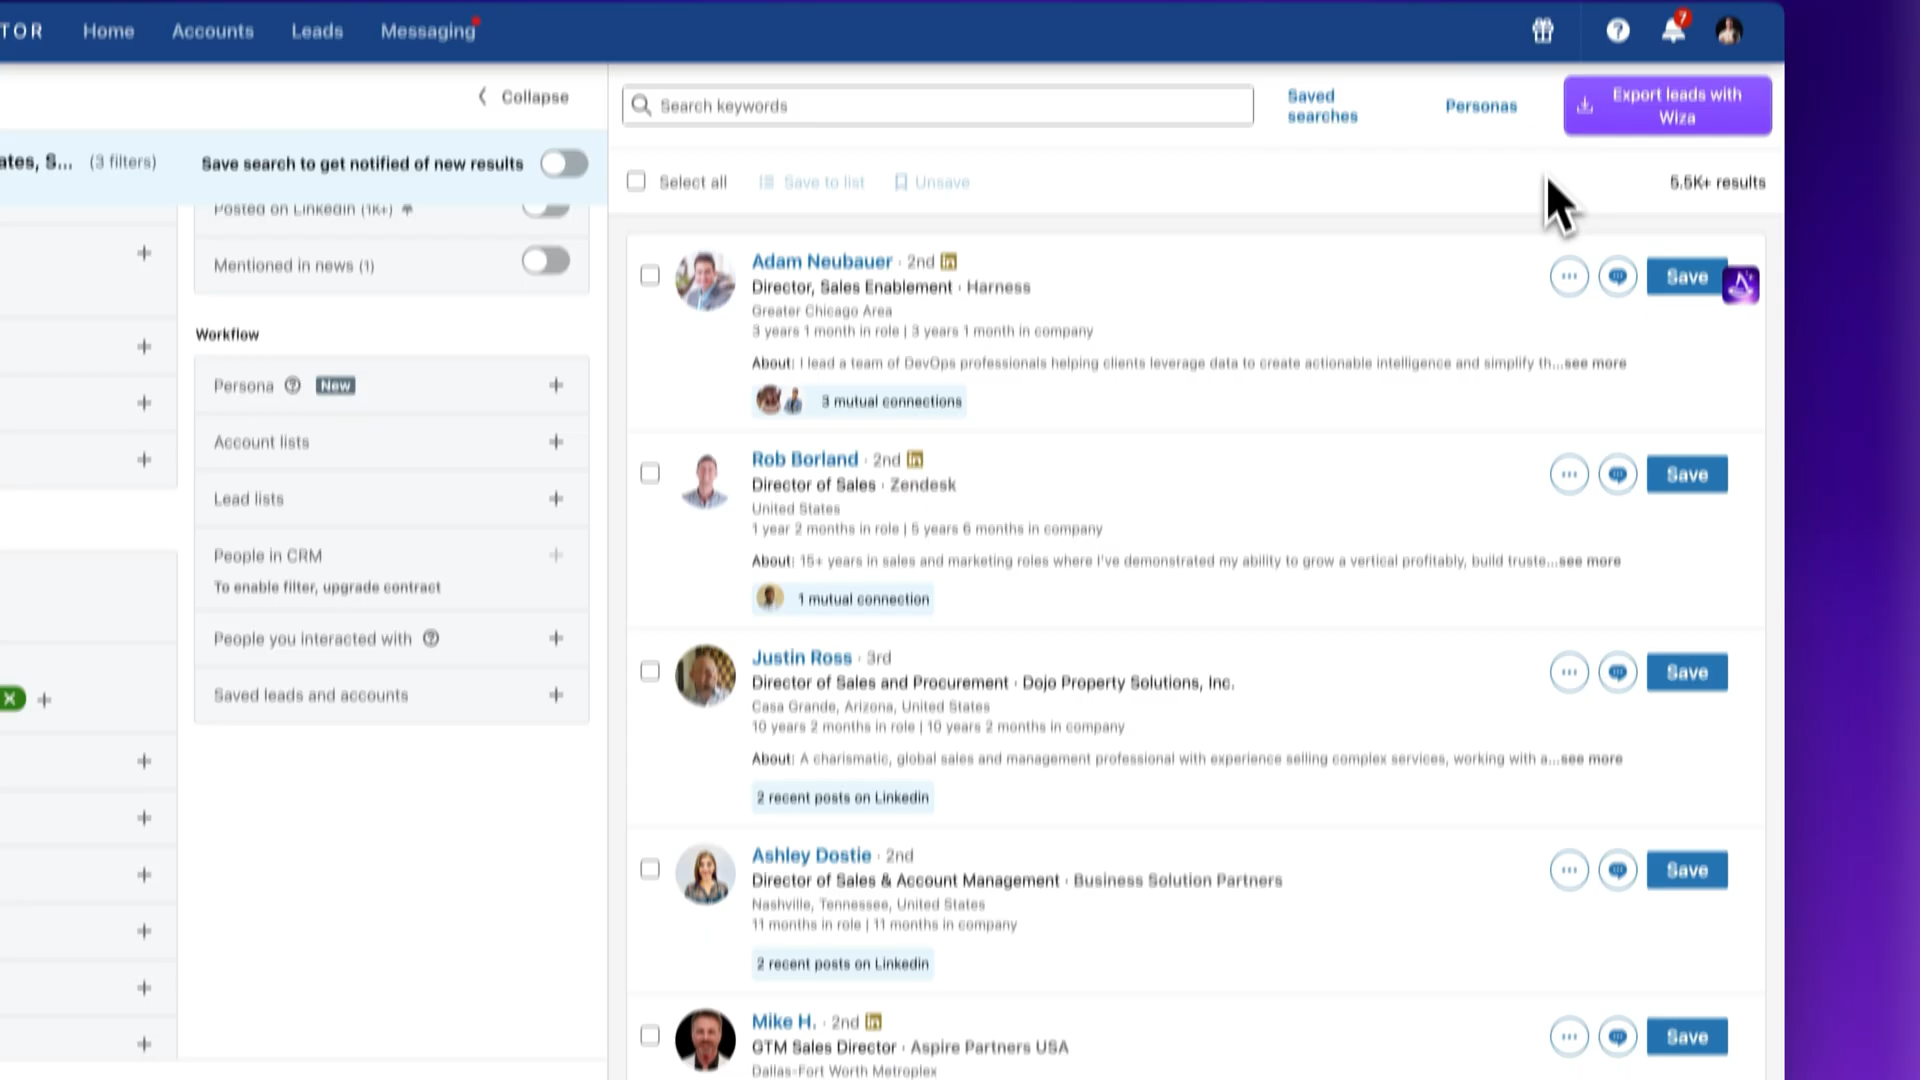 TOR
Home
Accounts
Leads
Messaging
7
Collapse
Search keywords
Saved searches
Personas
Export leads with Wiza
ates, S... (3 filters)
Save search to get notified of new results
Select all
Save to list
Unsave
5.5K+ results
Posted on LinkedIn (1K+)
Mentioned in news (1)
Workflow
Persona
New
Account lists
Lead lists
People in CRM
To enable filter, upgrade contract
People you interacted with
Saved leads and accounts
Adam Neubauer · 2nd in
Director, Sales Enablement · Harness
Greater Chicago Area
3 years 1 month in role | 3 years 1 month in company
About: I lead a team of DevOps professionals helping clients leverage data to create actionable intelligence and simplify th...see more
3 mutual connections
Save
Rob Borland · 2nd in
Director of Sales · Zendesk
United States
1 year 2 months in role | 5 years 6 months in company
About: 15+ years in sales and marketing roles where I've demonstrated my ability to grow a vertical profitably, build truste...see more
1 mutual connection
Save
Justin Ross · 3rd
Director of Sales and Procurement · Dojo Property Solutions, Inc.
Casa Grande, Arizona, United States
10 years 2 months in role | 10 years 2 months in company
About: A charismatic, global sales and management professional with experience selling complex services, working with a...see more
2 recent posts on LinkedIn
Save
Ashley Dostie · 2nd
Director of Sales & Account Management · Business Solution Partners
Nashville, Tennessee, United States
11 months in role | 11 months in company
2 recent posts on LinkedIn
Save
Mike H. · 2nd in
GTM Sales Director · Aspire Partners USA
Dallas-Fort Worth Metroplex
Save